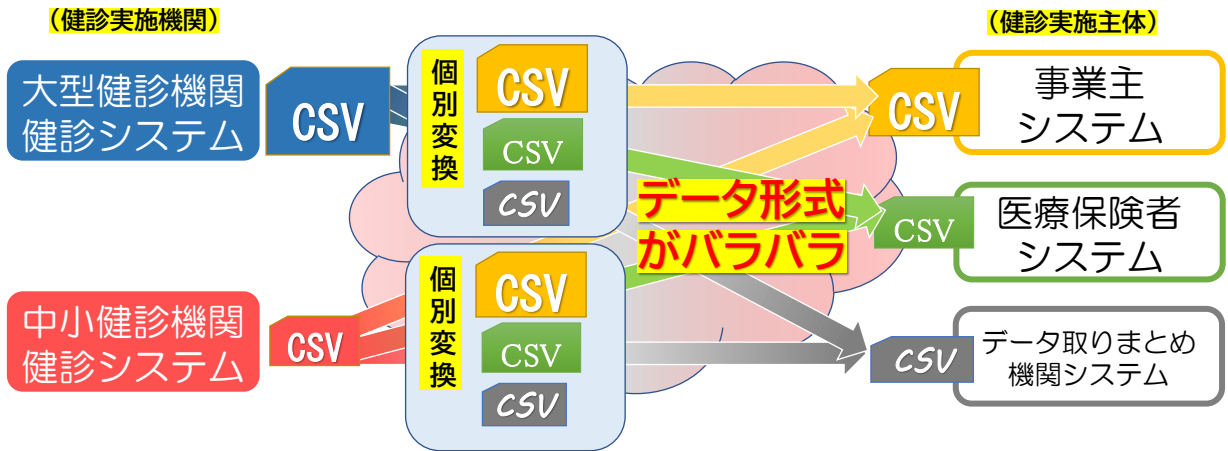 （健診実施機関）
（健診実施主体）
大型健診機関
健診システム
CSV
個別変換
CSV
CSV
CSV
CSV
事業主
システム
データ形式
がバラバラ
CSV
医療保険者
システム
中小健診機関
健診システム
CSV
個別変換
CSV
CSV
CSV
CSV
データ取りまとめ
機関システム